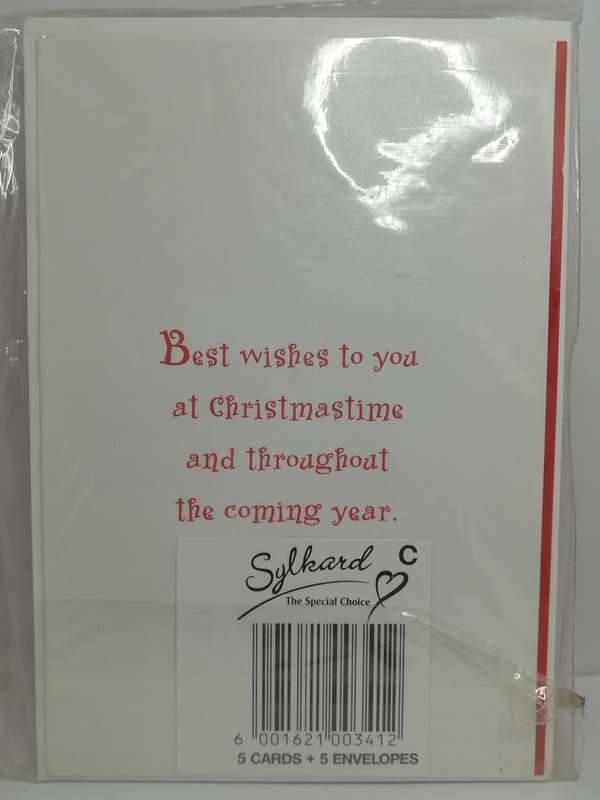 Best wishes to you
at Christmastime
and throughout
the coming year.
Sylkard C
The Special Choice
6 001621 003412
5 CARDS + 5 ENVELOPES